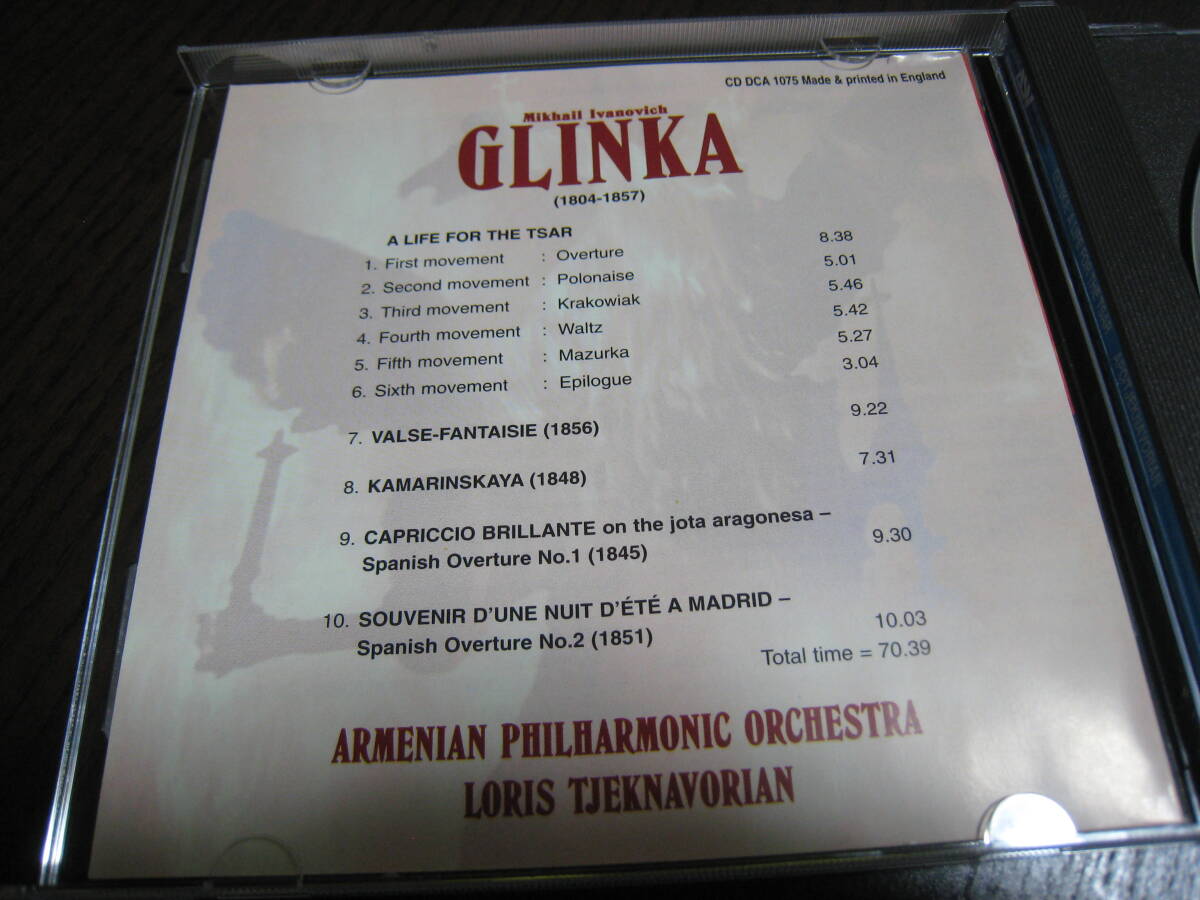 CD DCA 1075 Made & printed in England
Mikhail Ivanovich
GLINKA
(1804-1857)
A LIFE FOR THE TSAR
1. First movement : Overture 8.38
2. Second movement : Polonaise 5.01
3. Third movement : Krakowiak 5.46
4. Fourth movement : Waltz 5.42
5. Fifth movement : Mazurka 5.27
6. Sixth movement : Epilogue 3.04
7. VALSE-FANTAISIE (1856) 9.22
8. KAMARINSKAYA (1848) 7.31
9. CAPRICCIO BRILLANTE on the jota aragonesa –
Spanish Overture No.1 (1845) 9.30
10. SOUVENIR D'UNE NUIT D'ÉTÉ A MADRID –
Spanish Overture No.2 (1851) 10.03
Total time = 70.39
ARMENIAN PHILHARMONIC ORCHESTRA
LORIS TJEKNAVORIAN